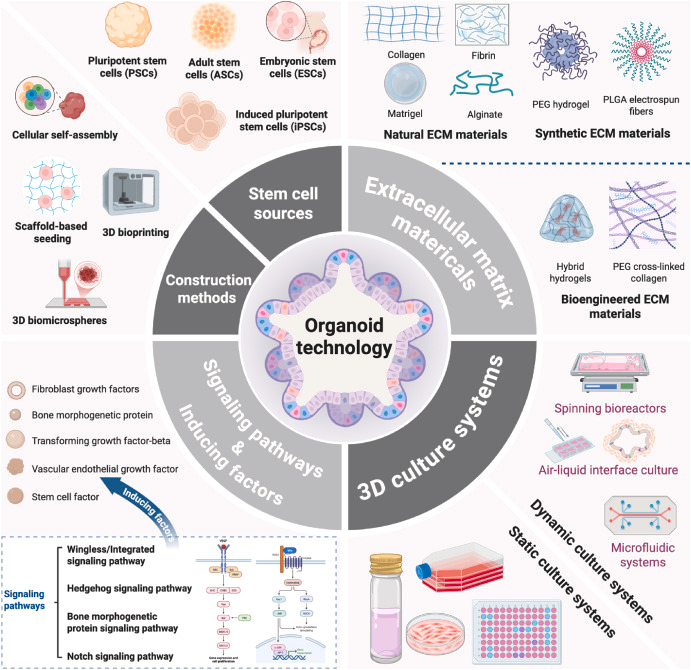 Pluripotent stem
cells (PSCs)
Adult stem
cells (ASCs)
Embryonic stem
cells (ESCs)
Induced pluripotent
stem cells (iPSCs)
Cellular self-assembly
Scaffold-based
seeding
3D bioprinting
3D biomicrospheres
Collagen
Fibrin
Matrigel
Alginate
Natural ECM materials
PEG hydrogel
PLGA electrospun
fibers
Synthetic ECM materials
Hybrid
hydrogels
PEG cross-linked
collagen
Bioengineered ECM
materials
Stem cell
sources
Construction
methods
Extracellular matrix
matericals
Organoid
technology
Signaling pathways
&
Inducing factors
3D culture systems
Fibroblast growth factors
Bone morphogenetic protein
Transforming growth factor-beta
Vascular endothelial growth factor
Stem cell factor
Inducing factors
Signaling
pathways
Wingless/Integrated
signaling pathway
Hedgehog signaling pathway
Bone morphogenetic
protein signaling pathway
Notch signaling pathway
Spinning bioreactors
Air-liquid interface culture
Microfluidic
systems
Dynamic culture systems
Static culture systems